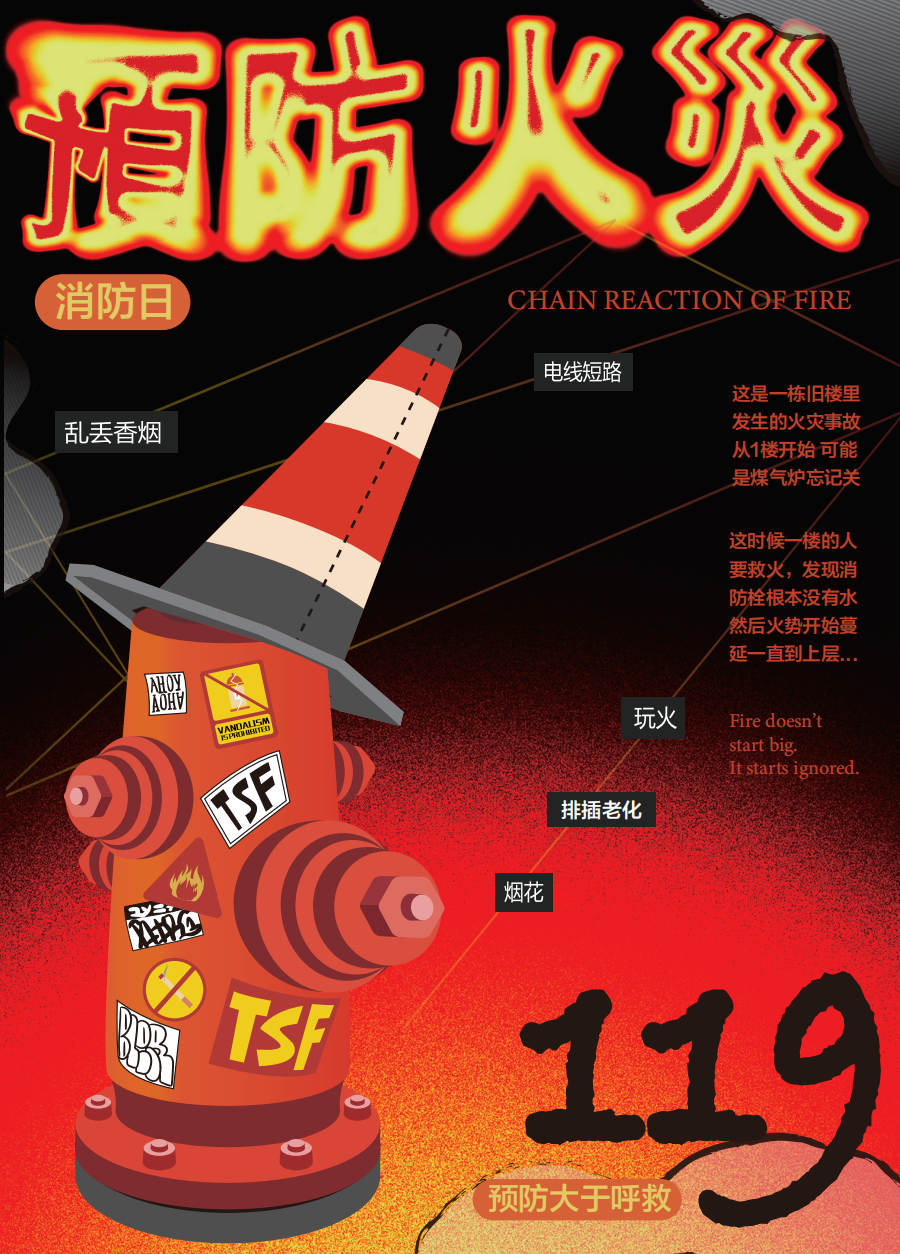 預防火災
消防日
CHAIN REACTION OF FIRE
电线短路
乱丢香烟
这是一栋旧楼里
发生的火灾事故
从1楼开始 可能
是煤气炉忘记关
这时候一楼的人
要救火，发现消
防栓根本没有水
然后火势开始蔓
延一直到上层...
玩火
Fire doesn't
start big.
It starts ignored.
排插老化
烟花
AHOY
AHOY
VANDALISM
IS PROHIBITED
TSF
TSF
119
预防大于呼救